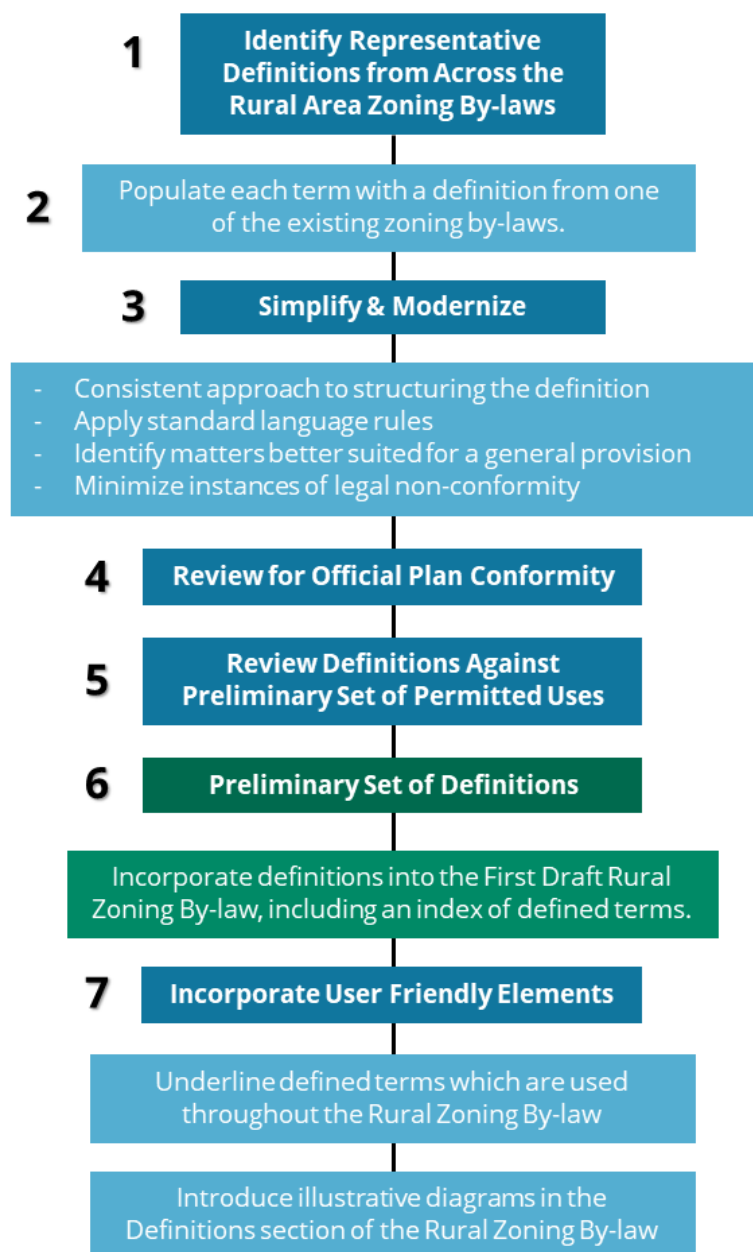 1
Identify Representative
Definitions from Across the
Rural Area Zoning By-laws
2
Populate each term with a definition from one
of the existing zoning by-laws.
3
Simplify & Modernize
- Consistent approach to structuring the definition
- Apply standard language rules
- Identify matters better suited for a general provision
- Minimize instances of legal non-conformity
4
Review for Official Plan Conformity
5
Review Definitions Against
Preliminary Set of Permitted Uses
6
Preliminary Set of Definitions
Incorporate definitions into the First Draft Rural
Zoning By-law, including an index of defined terms.
7
Incorporate User Friendly Elements
Underline defined terms which are used
throughout the Rural Zoning By-law
Introduce illustrative diagrams in the
Definitions section of the Rural Zoning By-law